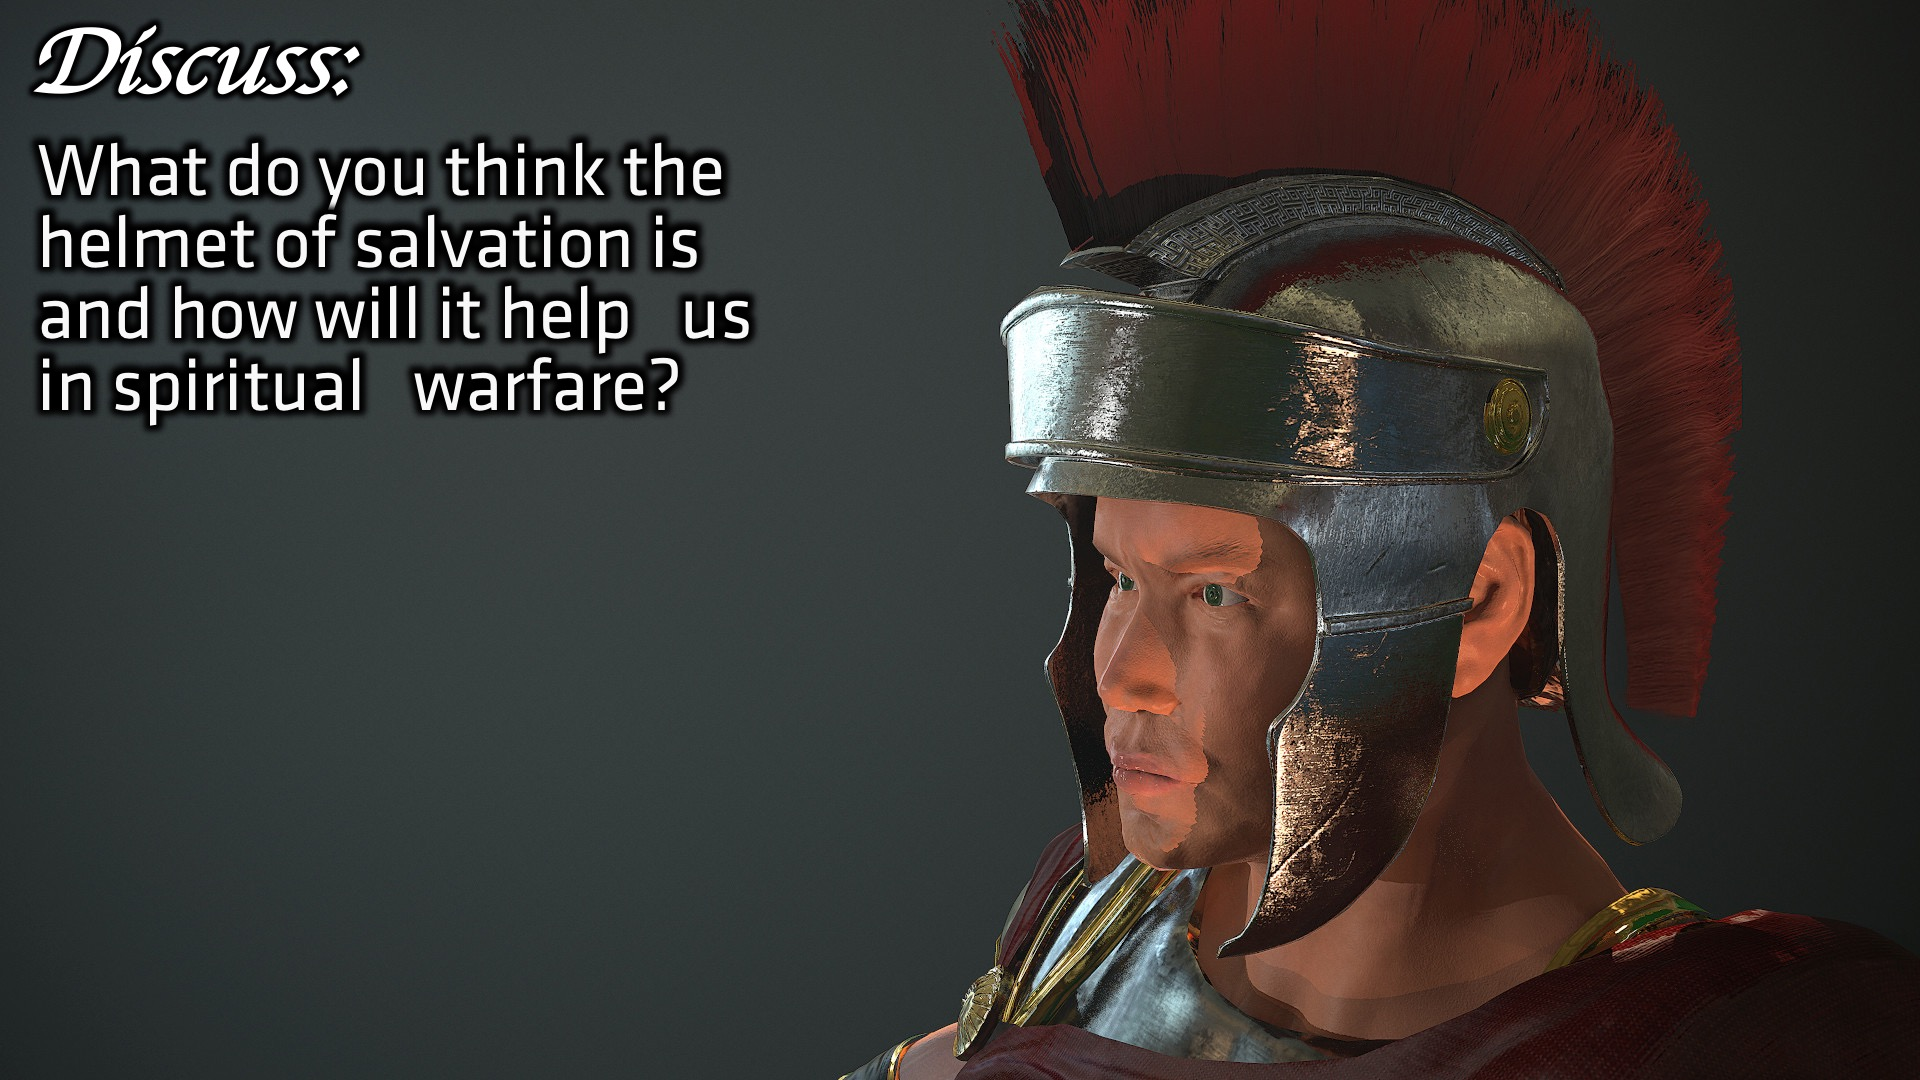 Discuss:
What do you think the
helmet of salvation is
and how will it help us
in spiritual warfare?